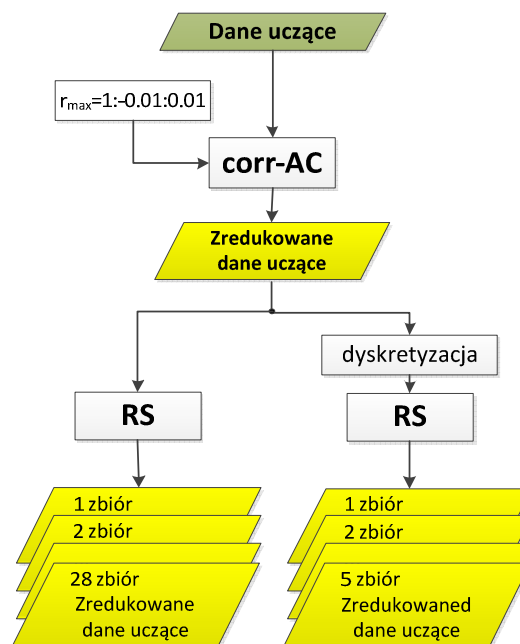 Dane uczące
rmax=1:-0.01:0.01
corr-AC
Zredukowane
dane uczące
dyskretyzacja
RS
RS
1 zbiór
2 zbiór
28 zbiór
Zredukowane
dane uczące
1 zbiór
2 zbiór
5 zbiór
Zredukowaned
dane uczące